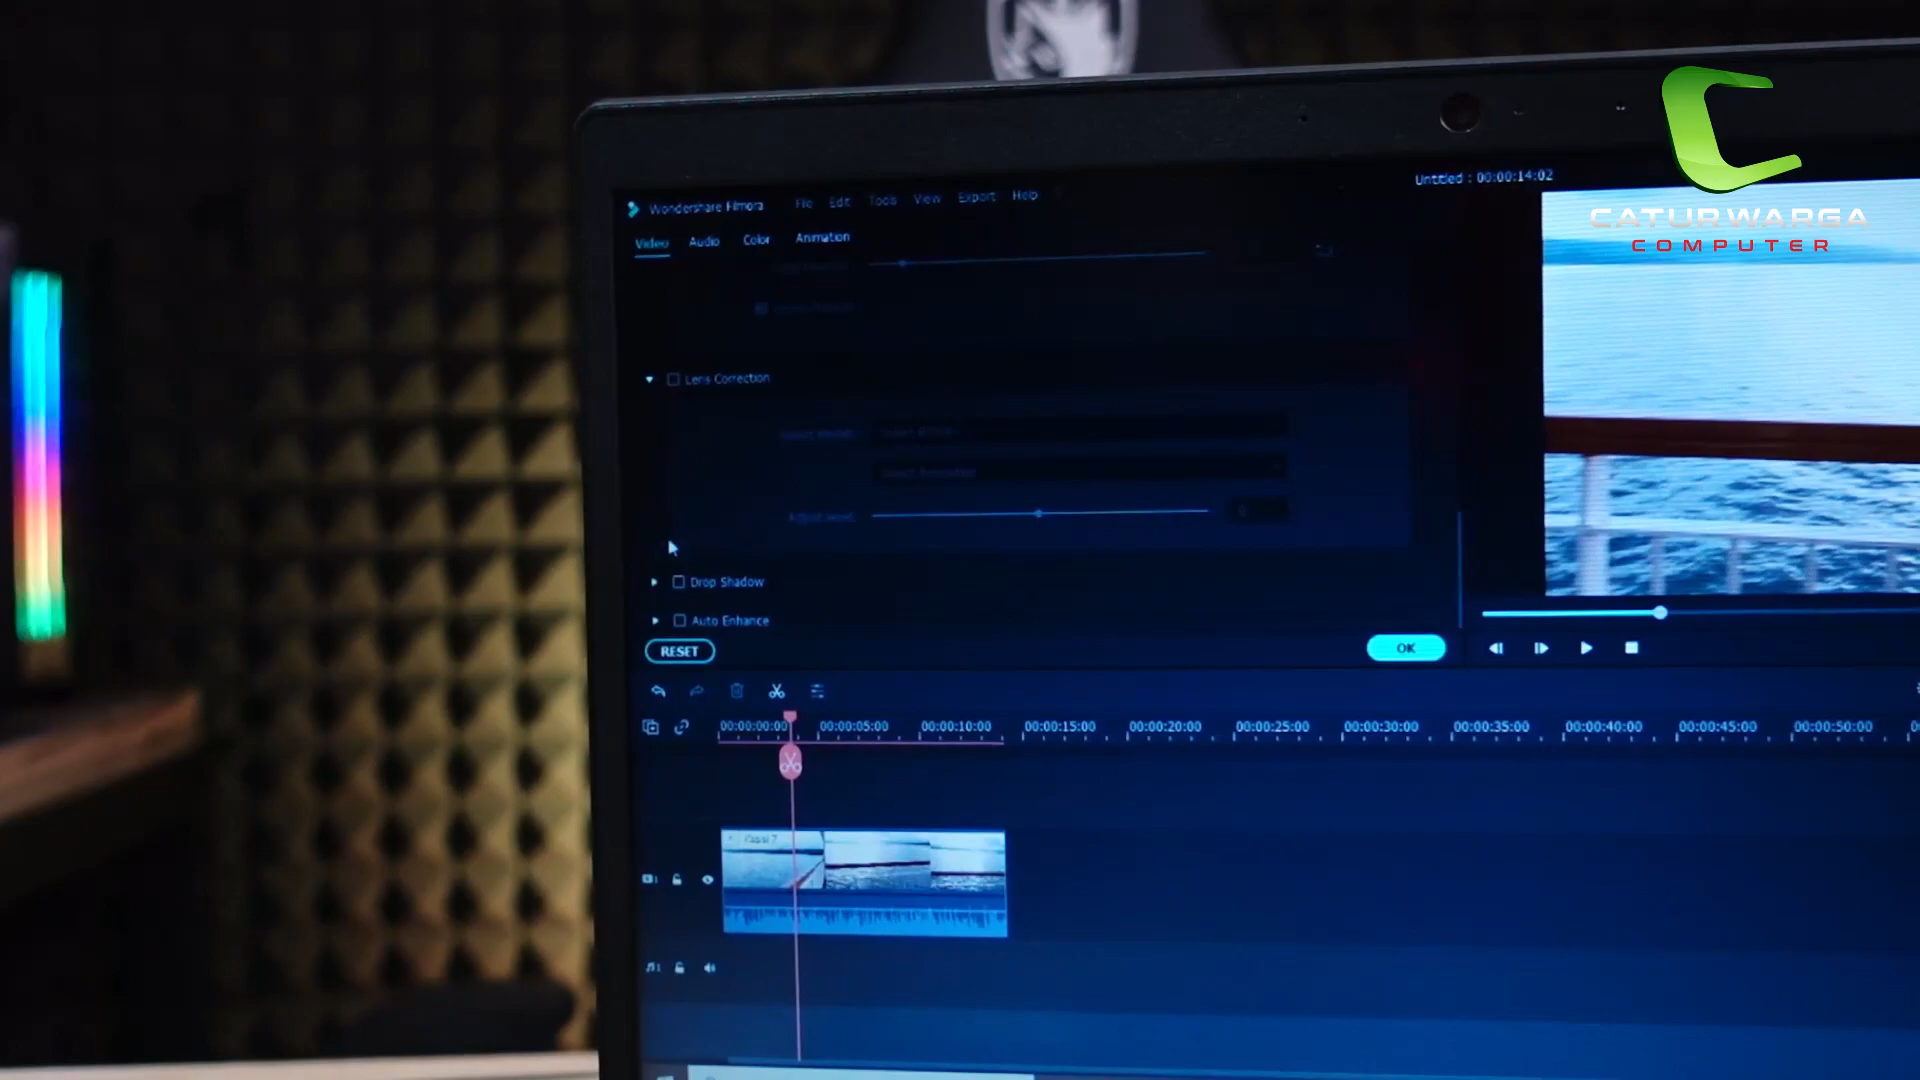 Untitled : 00:00:14:02
Wondershare Filmora File Edit Tools View Export Help
CATURWARGA
COMPUTER
Video Audio Color Animation
Lens Correction
Drop Shadow
Auto Enhance
RESET
OK
00:00:00:00 00:00:05:00 00:00:10:00 00:00:15:00 00:00:20:00 00:00:25:00 00:00:30:00 00:00:35:00 00:00:40:00 00:00:45:00 00:00:50:00